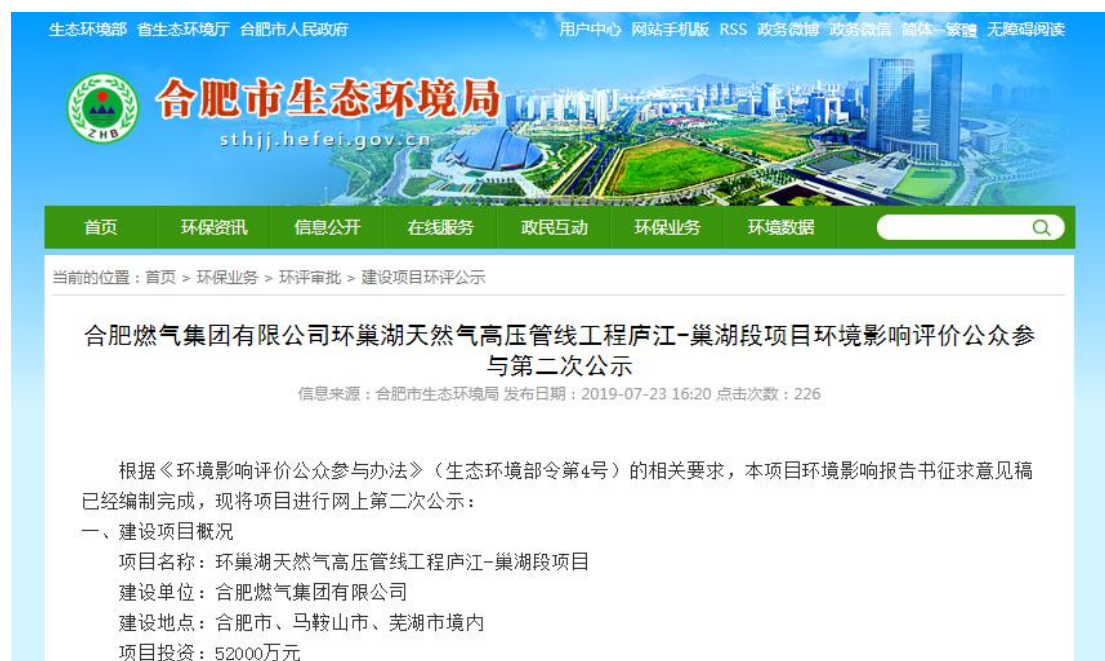 生态环境部 省生态环境厅 合肥市人民政府 用户中心 网站手机版 RSS 政务微博 政务微信 简体--繁體 无障碍阅读
合肥市生态环境局
sthjj.hefei.gov.cn
ZHB
首页 环保资讯 信息公开 在线服务 政民互动 环保业务 环境数据
当前的位置：首页 > 环保业务 > 环评审批 > 建设项目环评公示
合肥燃气集团有限公司环巢湖天然气高压管线工程庐江-巢湖段项目环境影响评价公众参
与第二次公示
信息来源：合肥市生态环境局 发布日期：2019-07-23 16:20 点击次数：226
根据《环境影响评价公众参与办法》（生态环境部令第4号）的相关要求，本项目环境影响报告书征求意见稿
已经编制完成，现将项目进行网上第二次公示：
一、建设项目概况
项目名称：环巢湖天然气高压管线工程庐江-巢湖段项目
建设单位：合肥燃气集团有限公司
建设地点：合肥市、马鞍山市、芜湖市境内
项目投资：52000万元